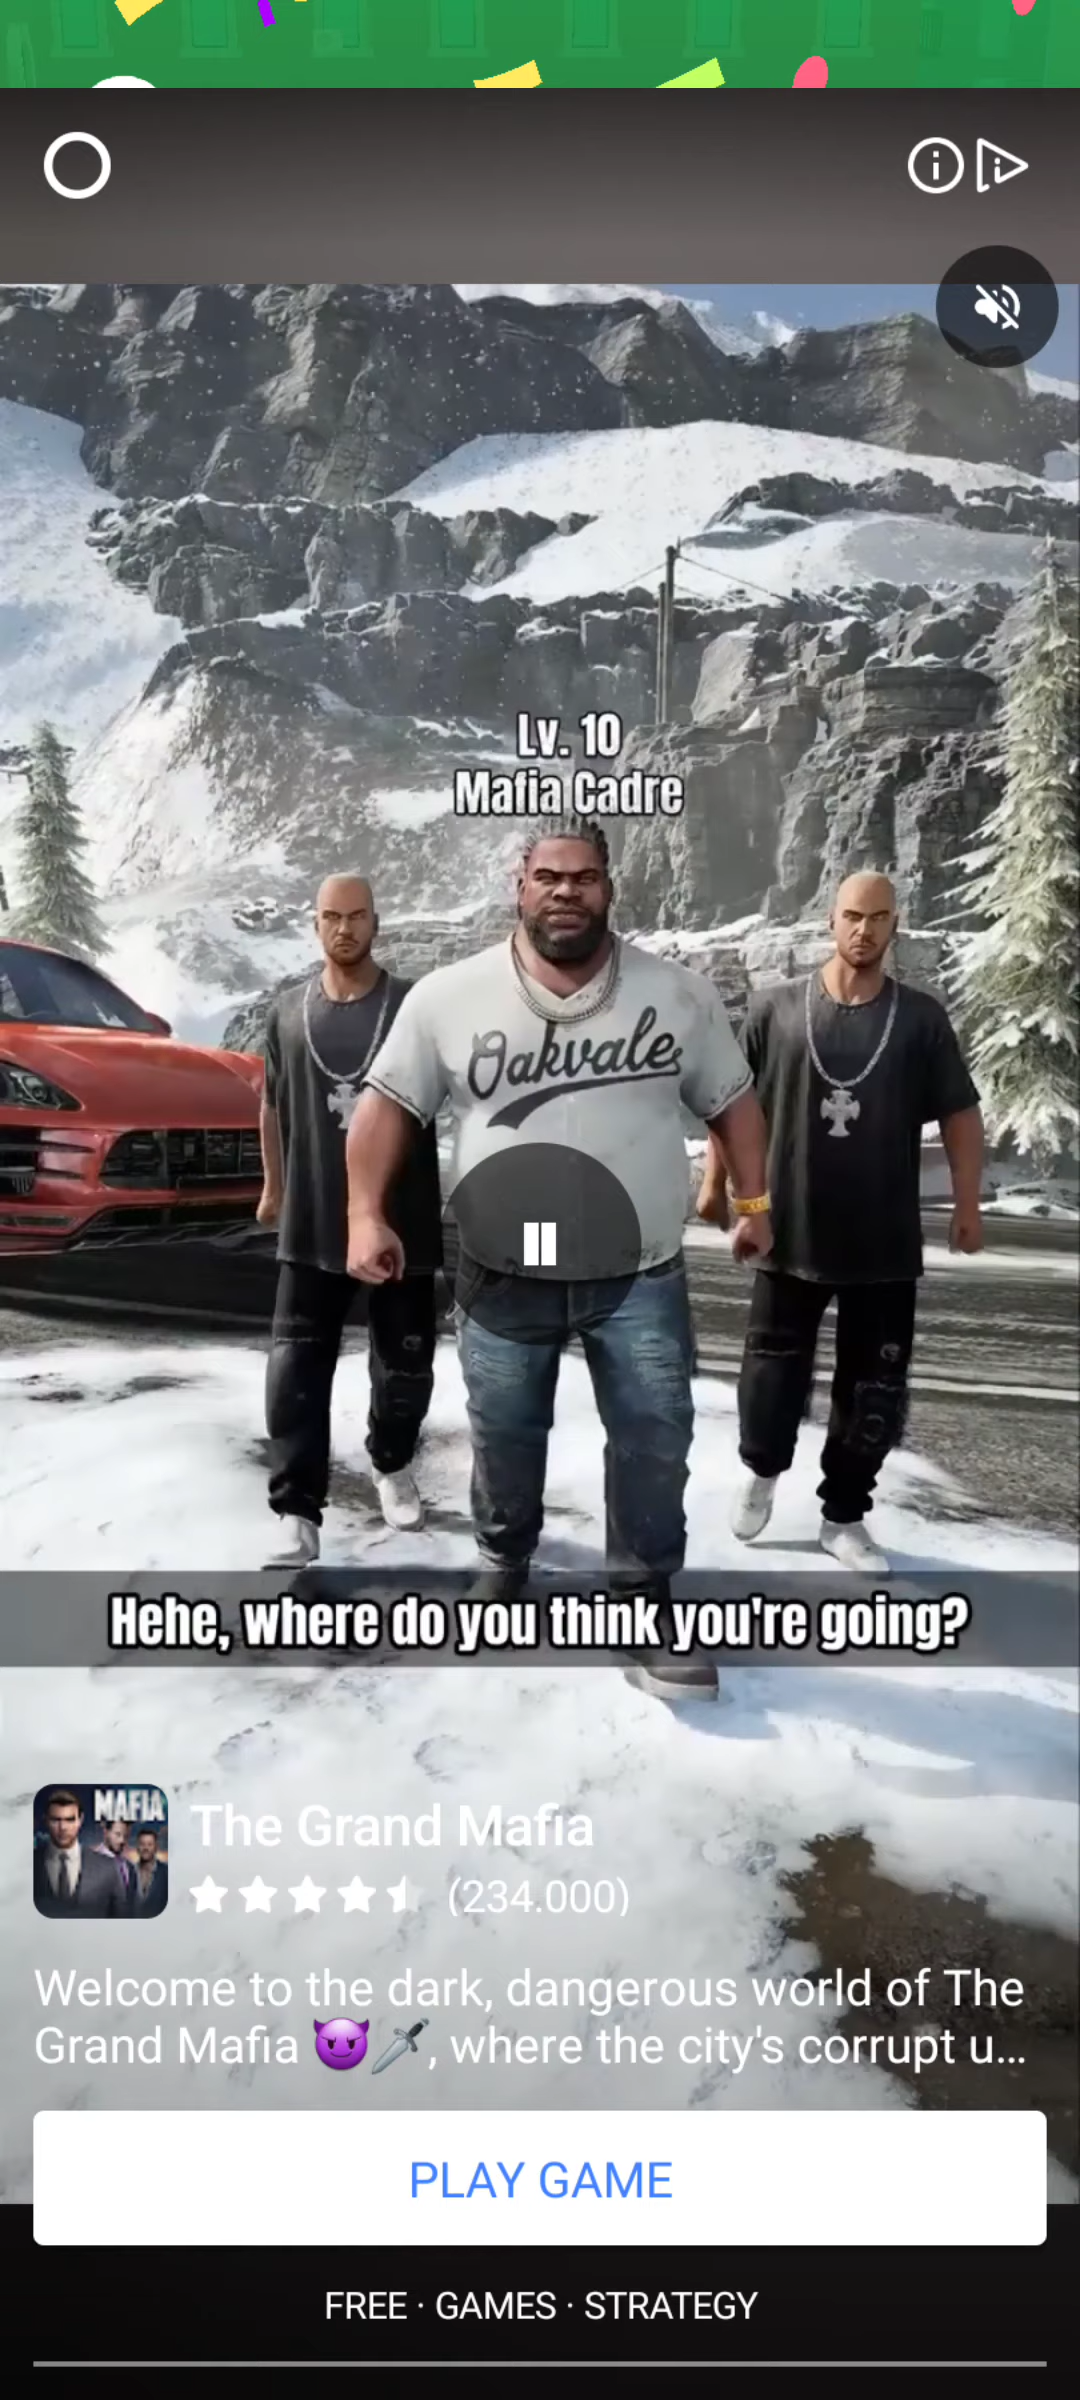 Lv. 10
Mafia Cadre
Oakvale
Hehe, where do you think you're going?
MAFIA
The Grand Mafia
(234.000)
Welcome to the dark, dangerous world of The
Grand Mafia 😈🗡️, where the city's corrupt u...
PLAY GAME
FREE · GAMES · STRATEGY